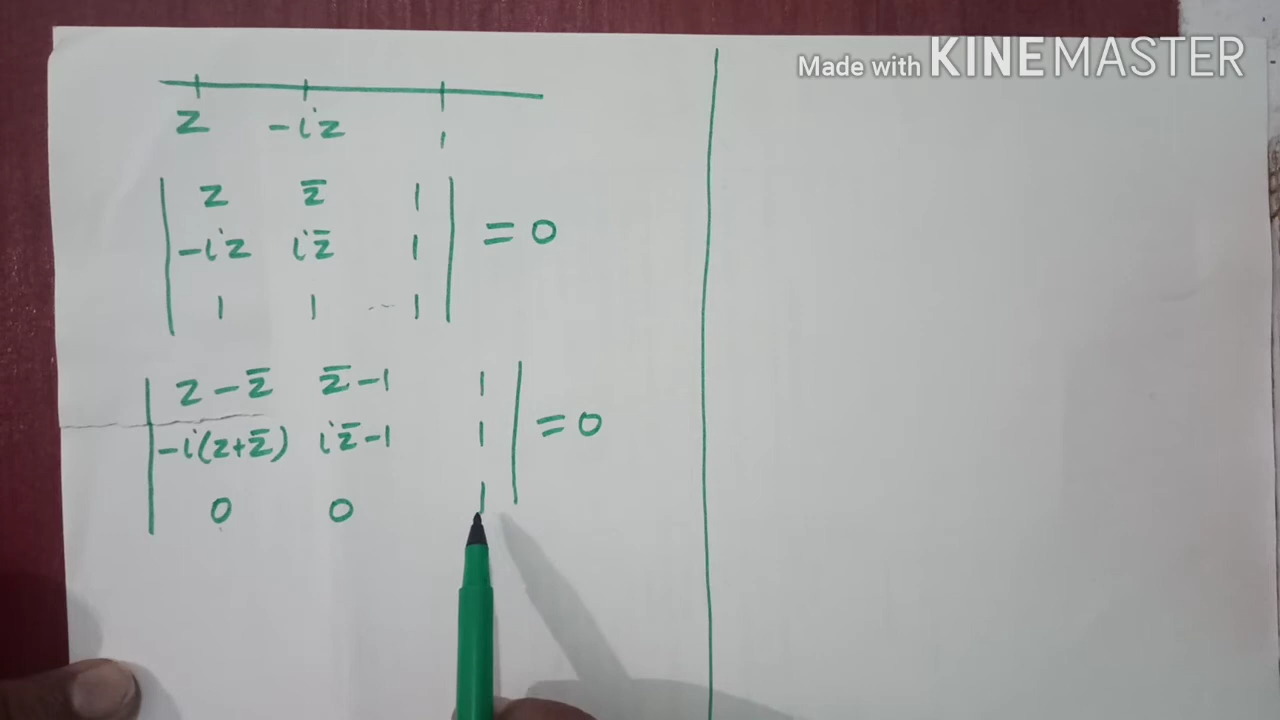 Made with KINEMASTER
z -iz 1
| z z̄ 1 |
| -iz iz̄ 1 | = 0
| 1 1 1 |
| z-z̄ z̄-1 1 |
| -i(z+z̄) iz̄-1 1 | = 0
| 0 0 1 |